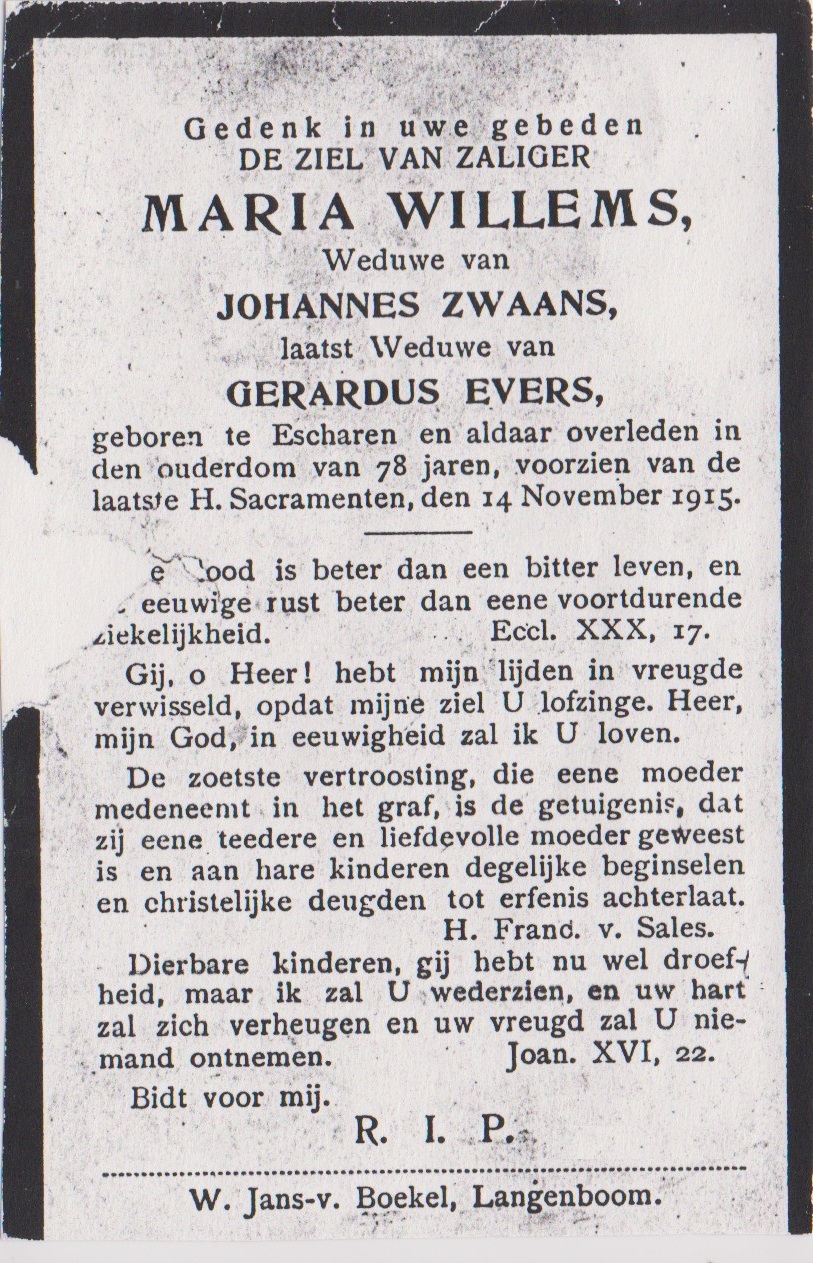 Gedenk in uwe gebeden
DE ZIEL VAN ZALIGER
MARIA WILLEMS,
Weduwe van
JOHANNES ZWAANS,
laatst Weduwe van
GERARDUS EVERS,
geboren te Escharen en aldaar overleden in
den ouderdom van 78 jaren, voorzien van de
laatste H. Sacramenten, den 14 November 1915.
is beter dan een bitter leven, en
eeuwige rust beter dan eene voortdurende
ziekelijkheid. Eccl. XXX, 17.
Gij, o Heer! hebt mijn lijden in vreugde
verwisseld, opdat mijne ziel U lofzinge. Heer,
mijn God, in eeuwigheid zal ik U loven.
De zoetste vertroosting, die eene moeder
medeneemt in het graf, is de getuigenis, dat
zij eene teedere en liefdevolle moeder geweest
is en aan hare kinderen degelijke beginselen
en christelijke deugden tot erfenis achterlaat.
H. Franc. v. Sales.
Dierbare kinderen, gij hebt nu wel droef-
heid, maar ik zal U wederzien, en uw hart
zal zich verheugen en uw vreugd zal U nie-
mand ontnemen. Joan. XVI, 22.
Bidt voor mij.
R. I. P.
W. Jans-v. Boekel, Langenboom.